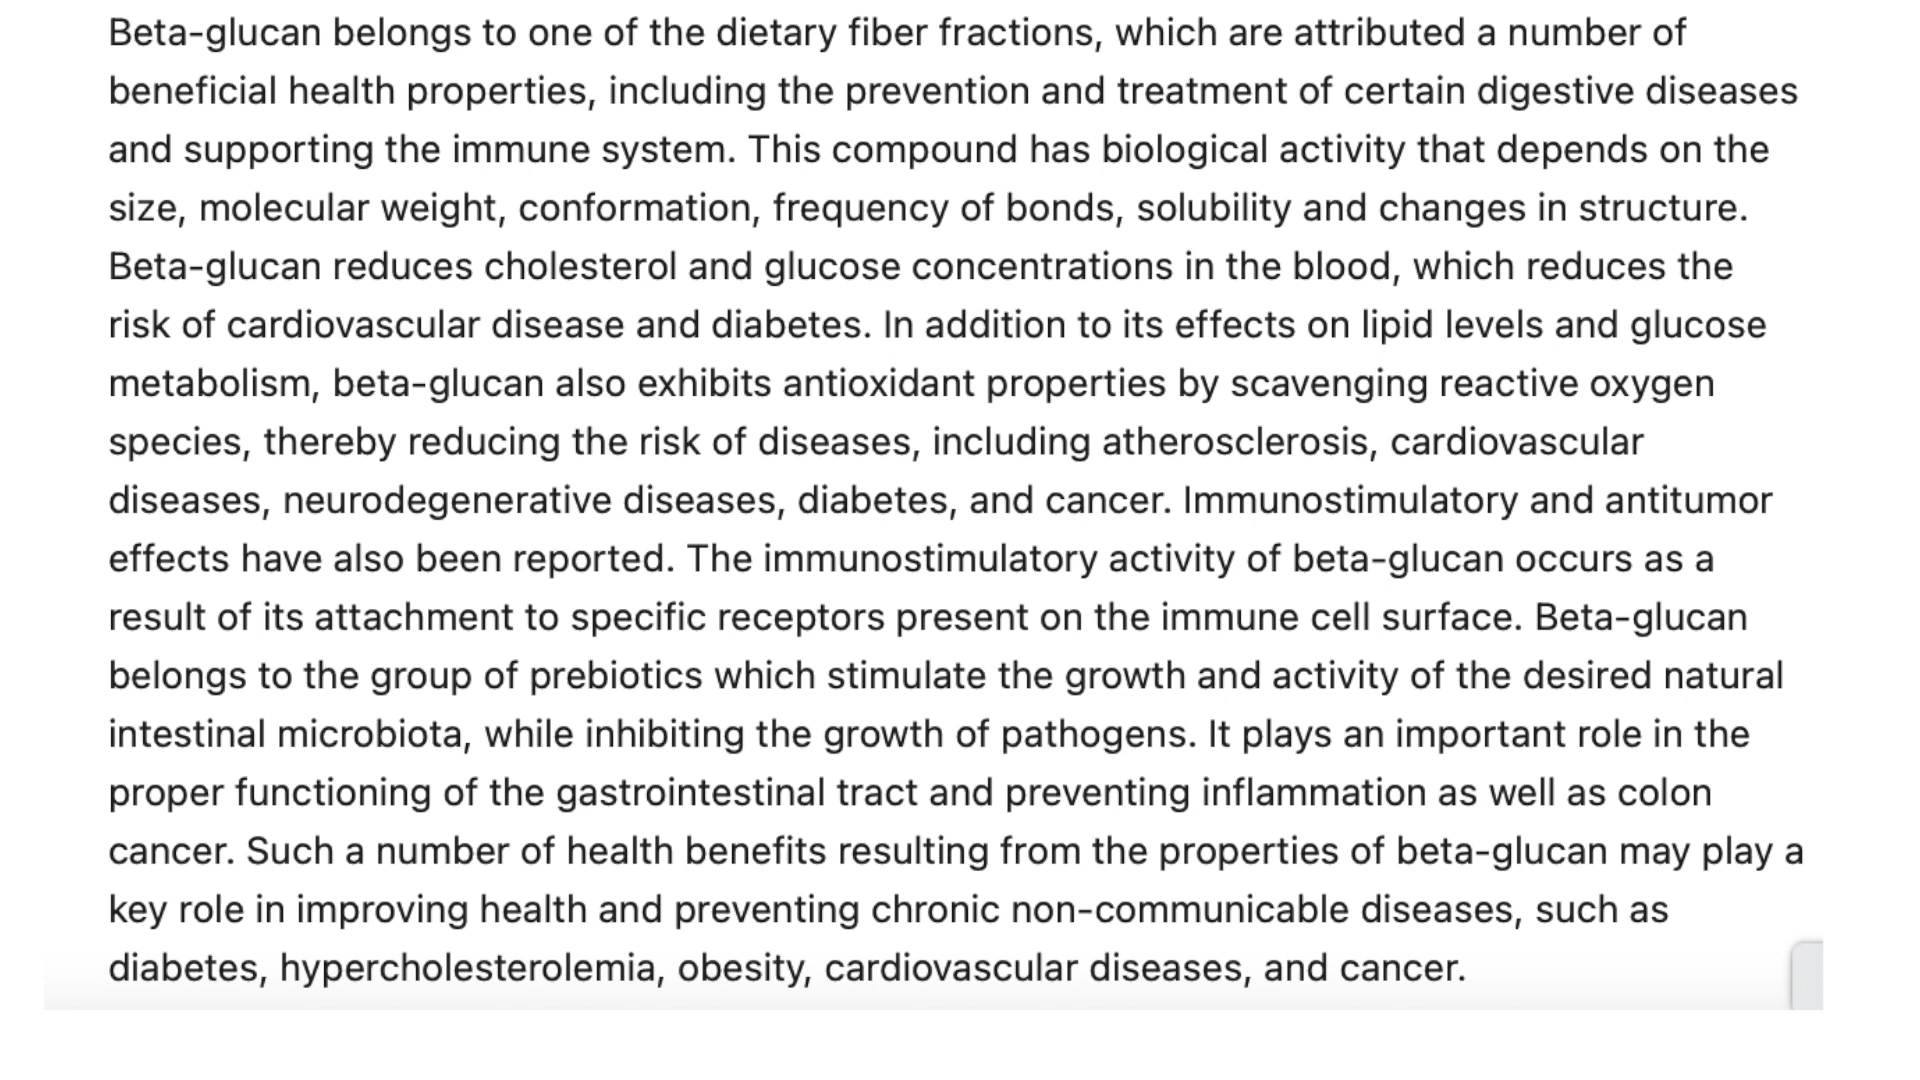 Beta-glucan belongs to one of the dietary fiber fractions, which are attributed a number of
beneficial health properties, including the prevention and treatment of certain digestive diseases
and supporting the immune system. This compound has biological activity that depends on the
size, molecular weight, conformation, frequency of bonds, solubility and changes in structure.
Beta-glucan reduces cholesterol and glucose concentrations in the blood, which reduces the
risk of cardiovascular disease and diabetes. In addition to its effects on lipid levels and glucose
metabolism, beta-glucan also exhibits antioxidant properties by scavenging reactive oxygen
species, thereby reducing the risk of diseases, including atherosclerosis, cardiovascular
diseases, neurodegenerative diseases, diabetes, and cancer. Immunostimulatory and antitumor
effects have also been reported. The immunostimulatory activity of beta-glucan occurs as a
result of its attachment to specific receptors present on the immune cell surface. Beta-glucan
belongs to the group of prebiotics which stimulate the growth and activity of the desired natural
intestinal microbiota, while inhibiting the growth of pathogens. It plays an important role in the
proper functioning of the gastrointestinal tract and preventing inflammation as well as colon
cancer. Such a number of health benefits resulting from the properties of beta-glucan may play a
key role in improving health and preventing chronic non-communicable diseases, such as
diabetes, hypercholesterolemia, obesity, cardiovascular diseases, and cancer.